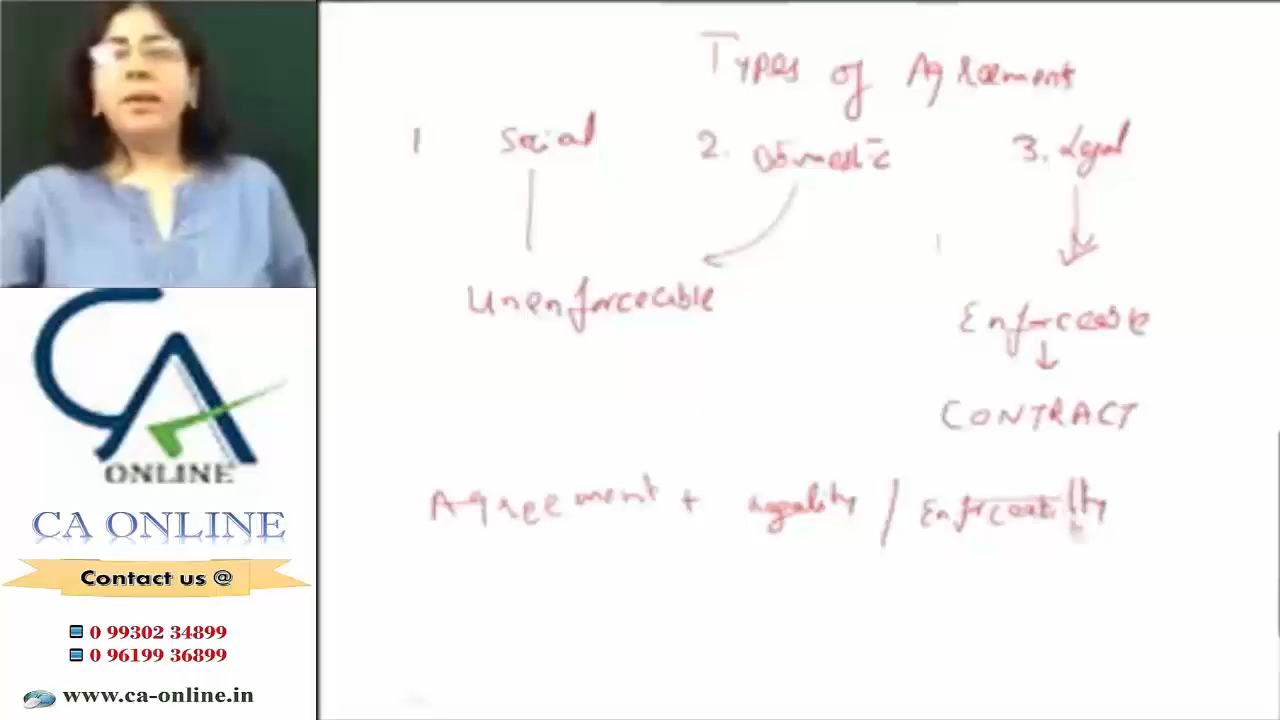 Types of Agreement
1 Social 2. Domestic 3. Legal
Unenforceable
Enforceable
CONTRACT
Agreement + Legality / Enforceability
CA
ONLINE
CA ONLINE
Contact us @
0 99302 34899
0 96199 36899
www.ca-online.in